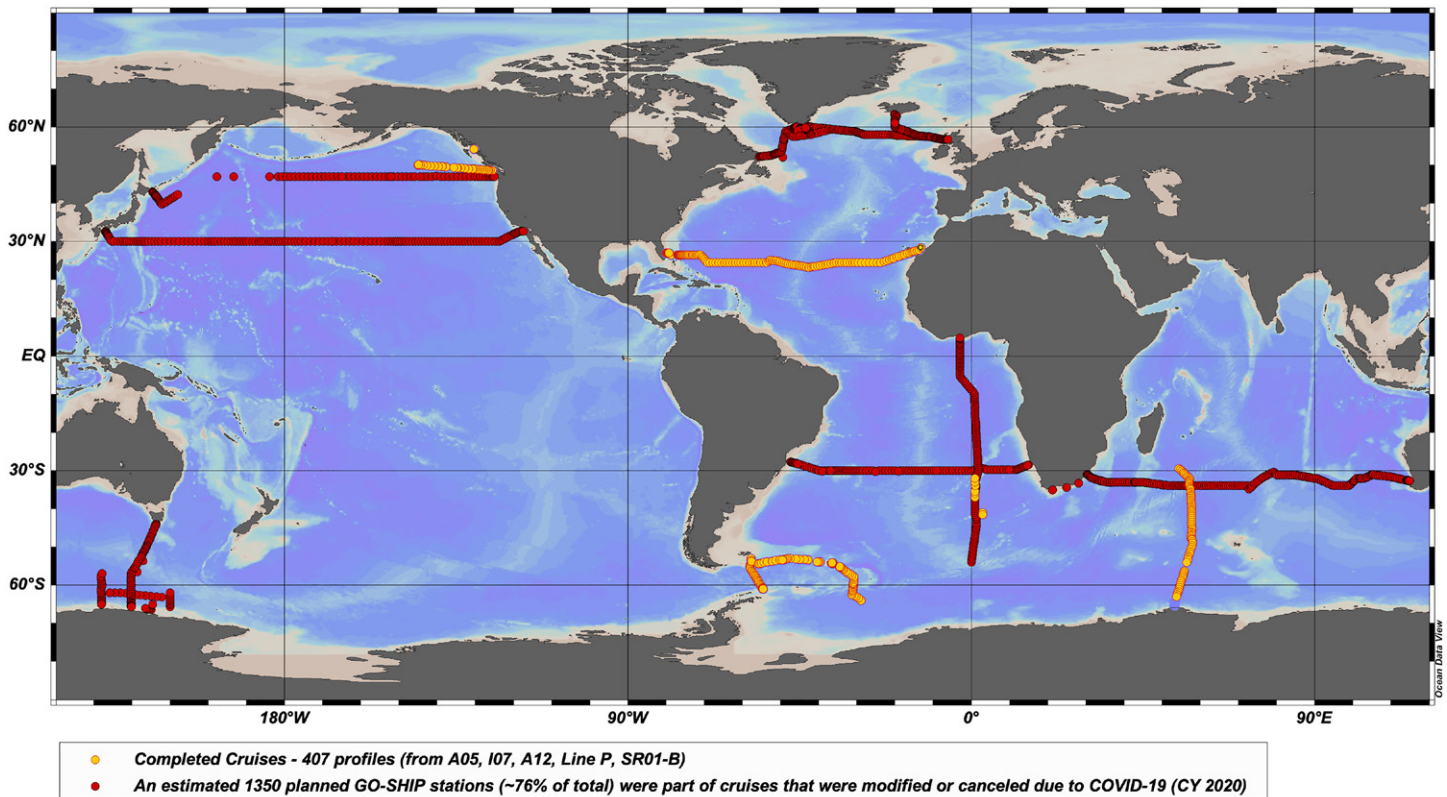 60°N
30°N
EQ
30°S
60°S
180°W
90°W
0°
90°E
Ocean Data View
Completed Cruises - 407 profiles (from A05, I07, A12, Line P, SR01-B)
An estimated 1350 planned GO-SHIP stations (~76% of total) were part of cruises that were modified or canceled due to COVID-19 (CY 2020)